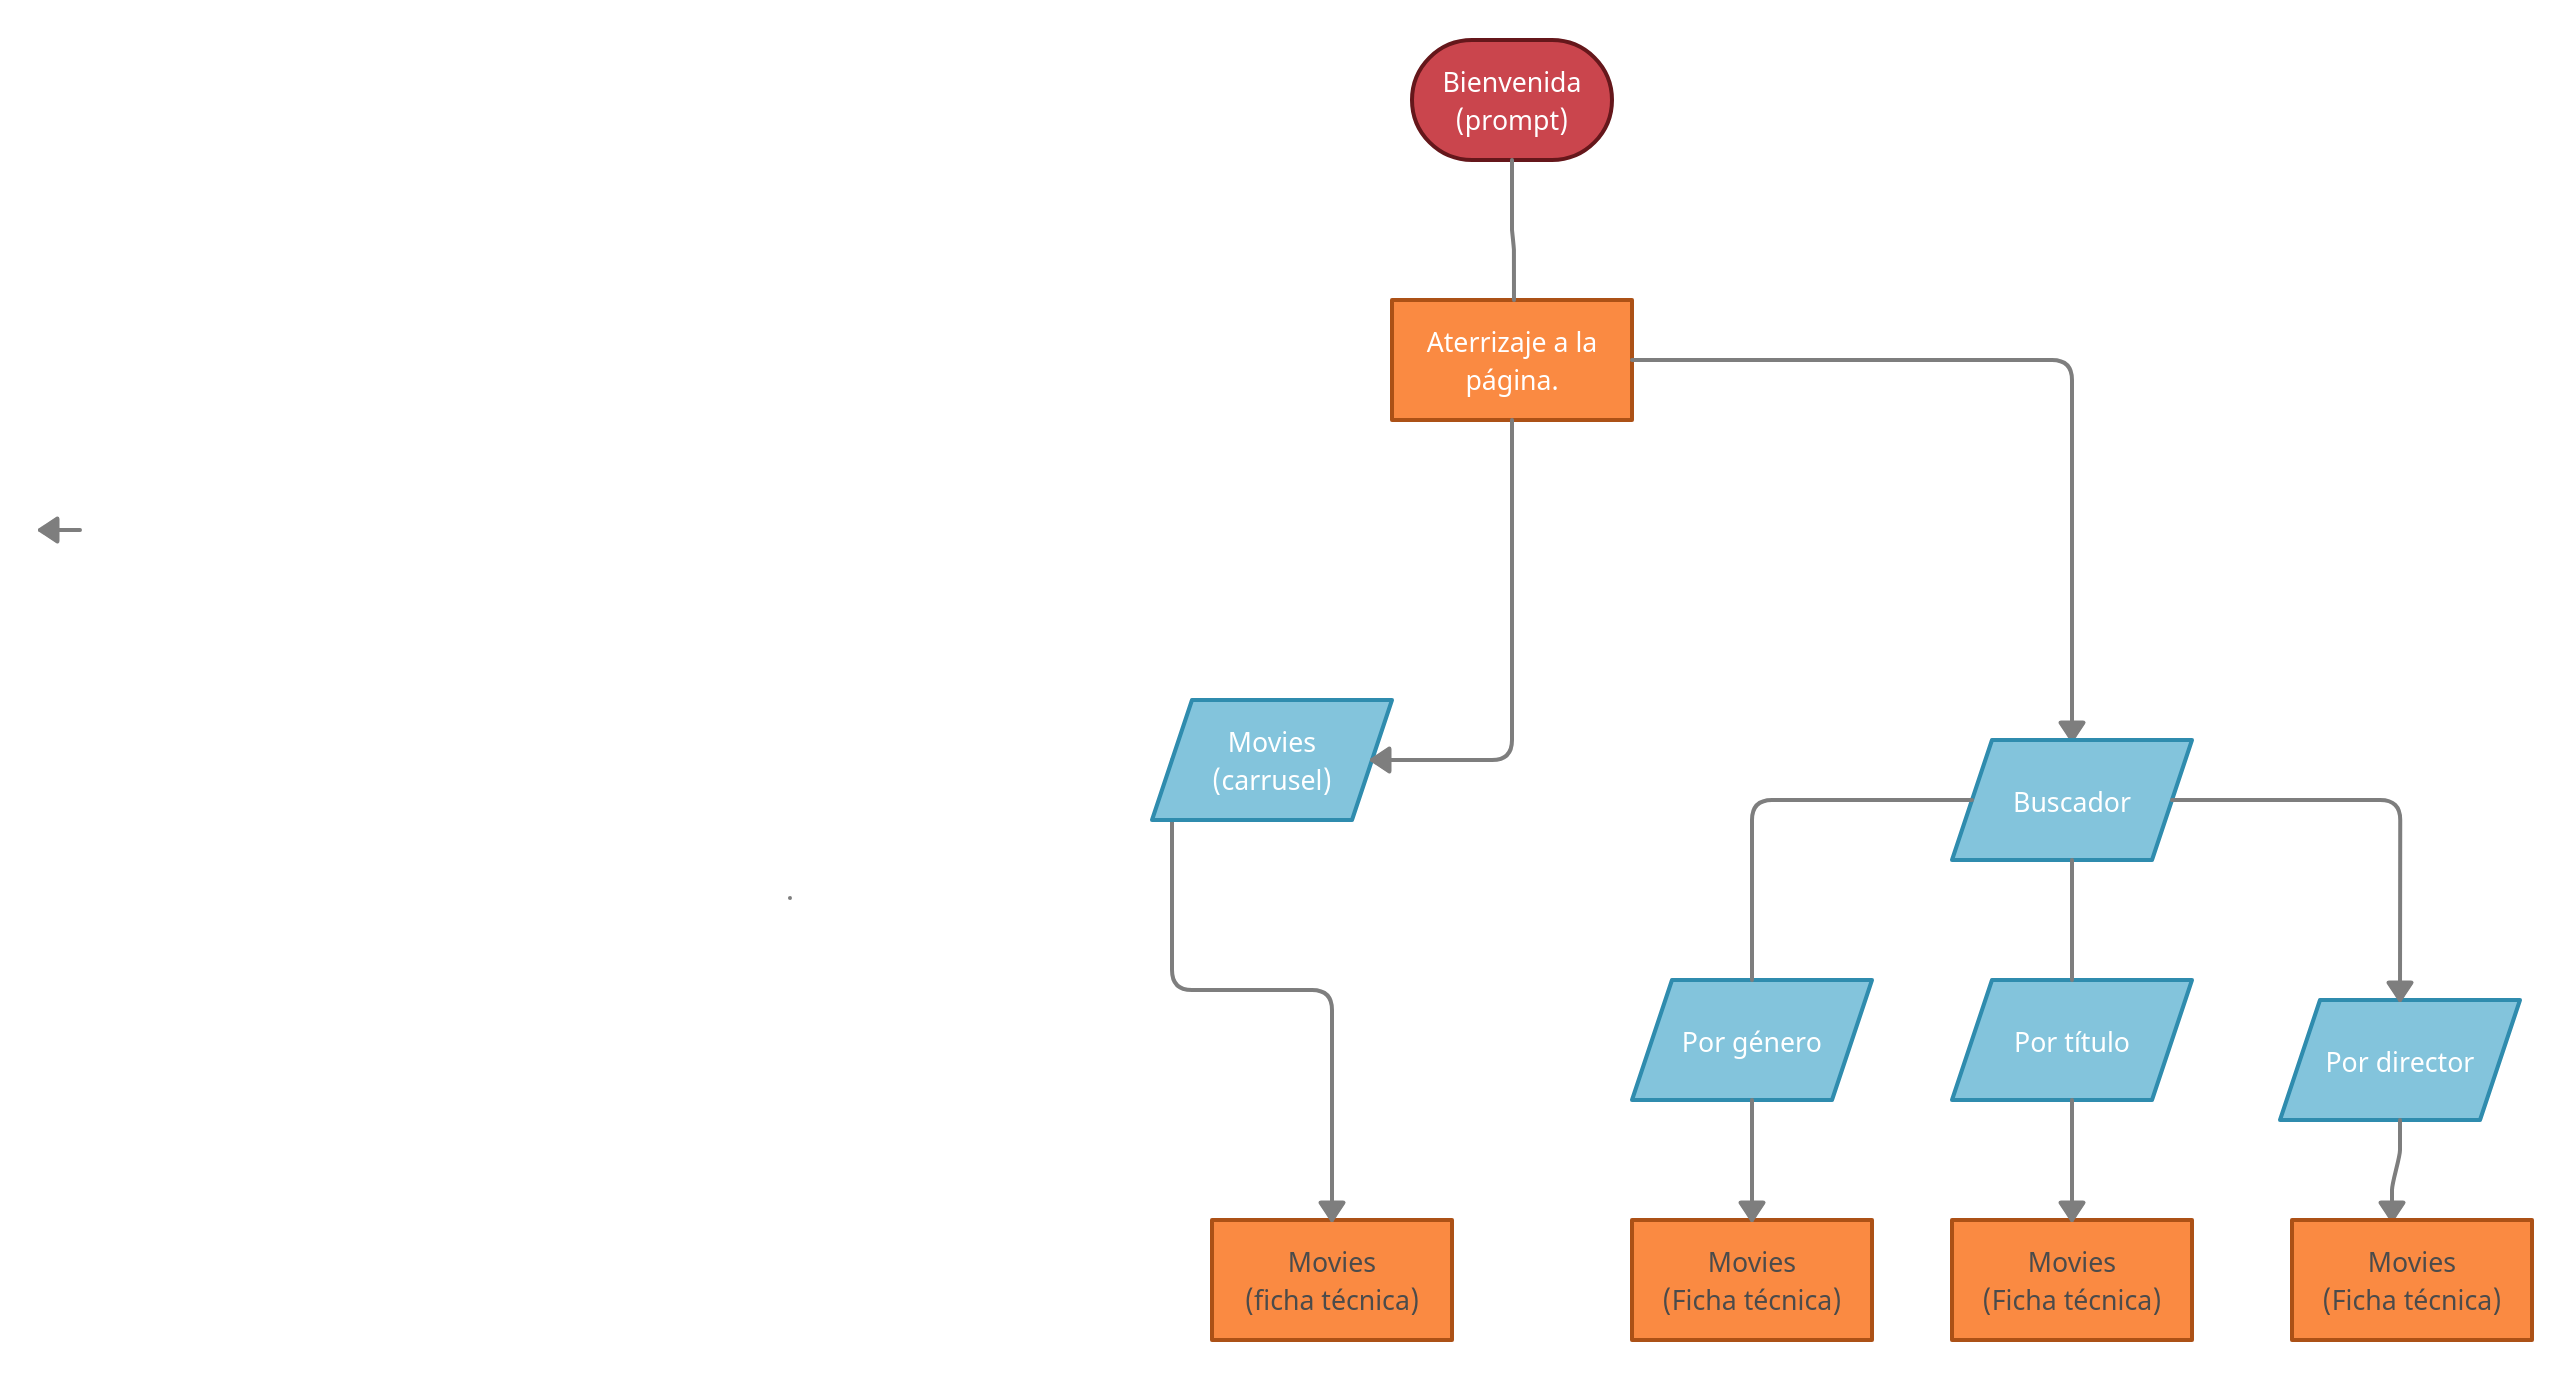 Bienvenida
(prompt)
Aterrizaje a la
página.
Movies
(carrusel)
Buscador
Por género
Por título
Por director
Movies
(ficha técnica)
Movies
(Ficha técnica)
Movies
(Ficha técnica)
Movies
(Ficha técnica)